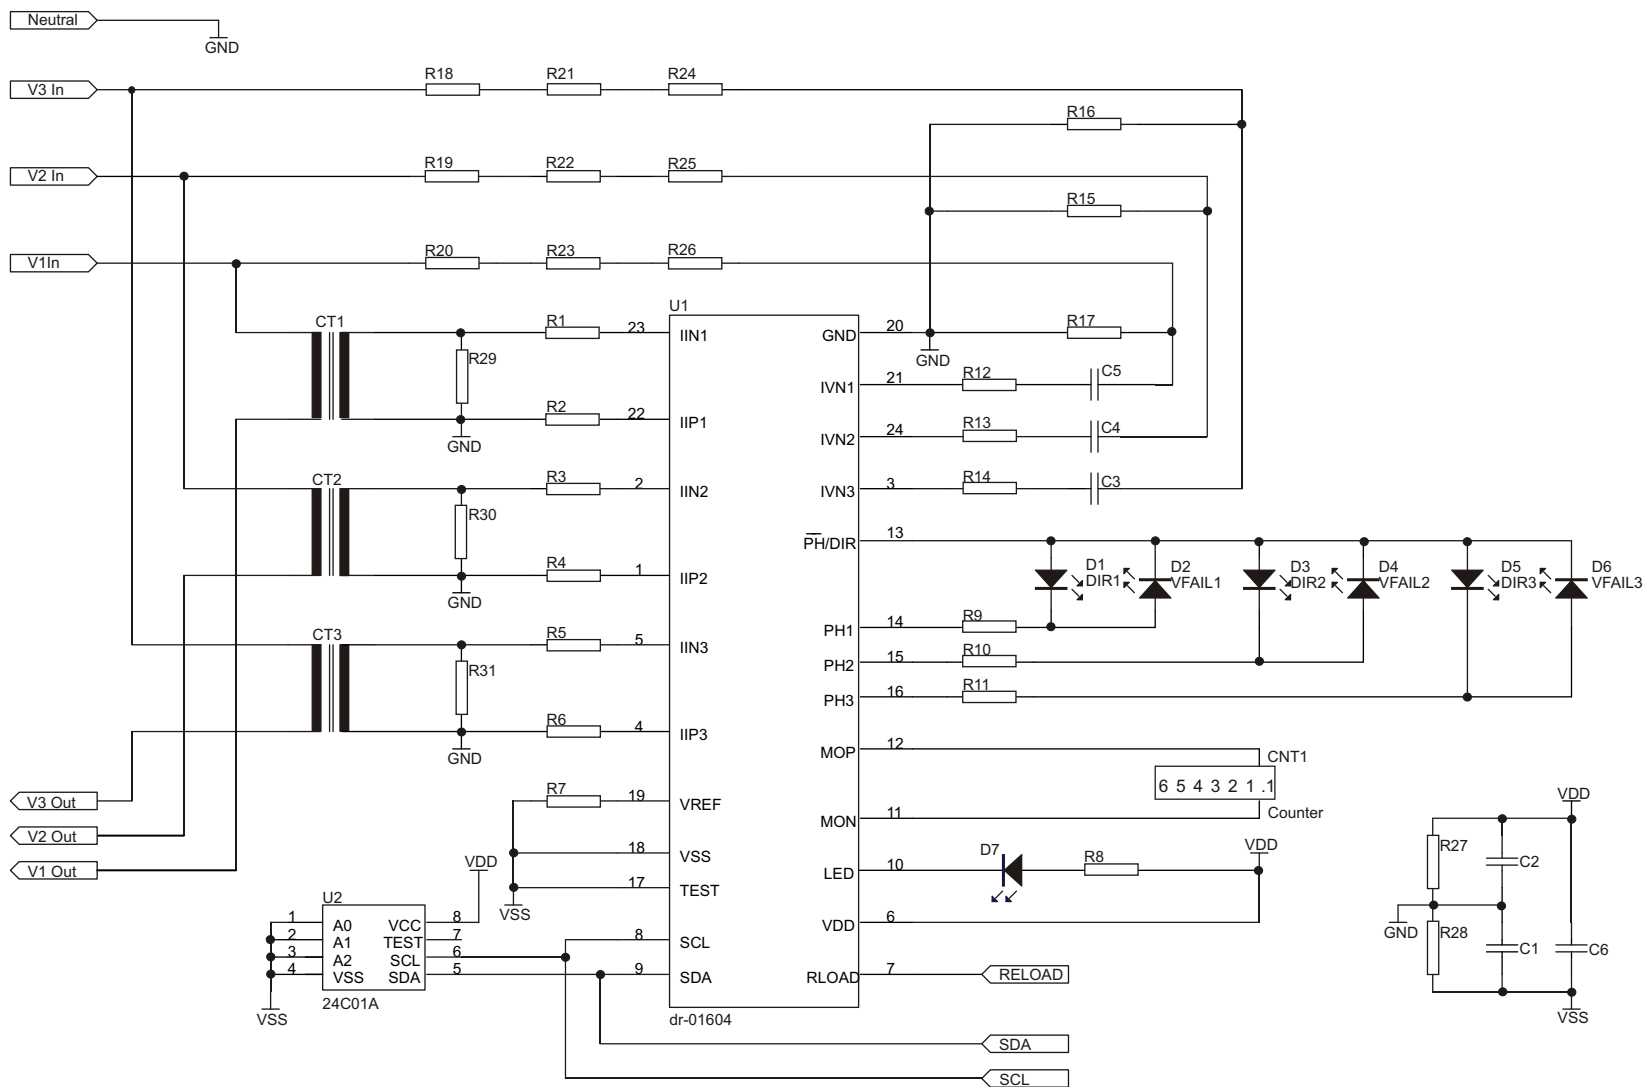 Neutral
GND
V3 In
R18 R21 R24
R16
V2 In
R19 R22 R25
R15
V1In
R20 R23 R26
U1
CT1 R1 23 IIN1 GND 20 R17
R29 GND
IVN1 21 R12 C5
R2 22 IIP1
GND
IVN2 24 R13 C4
CT2 R3 2 IIN2 IVN3 3 R14 C3
R30
PH/DIR 13
R4 1 IIP2
GND
D1 DIR1
D2 VFAIL1
D3 DIR2
D4 VFAIL2
D5 DIR3
D6 VFAIL3
CT3 R5 5 IIN3 PH1 14 R9
R31
PH2 15 R10
PH3 16 R11
R6 4 IIP3
GND
MOP 12 CNT1
6 5 4 3 2 1 .1
Counter
V3 Out
R7 19 VREF
MON 11
V2 Out
18 VSS
V1 Out
17 TEST
VSS
LED 10 D7 R8 VDD
VDD 6
VDD
R27 C2
GND
R28 C1 C6
VSS
U2 VDD
1 A0 VCC 8
2 A1 TEST 7
3 A2 SCL 6
4 VSS SDA 5
24C01A
VSS
8 SCL
9 SDA
RLOAD 7 RELOAD
dr-01604
SDA
SCL